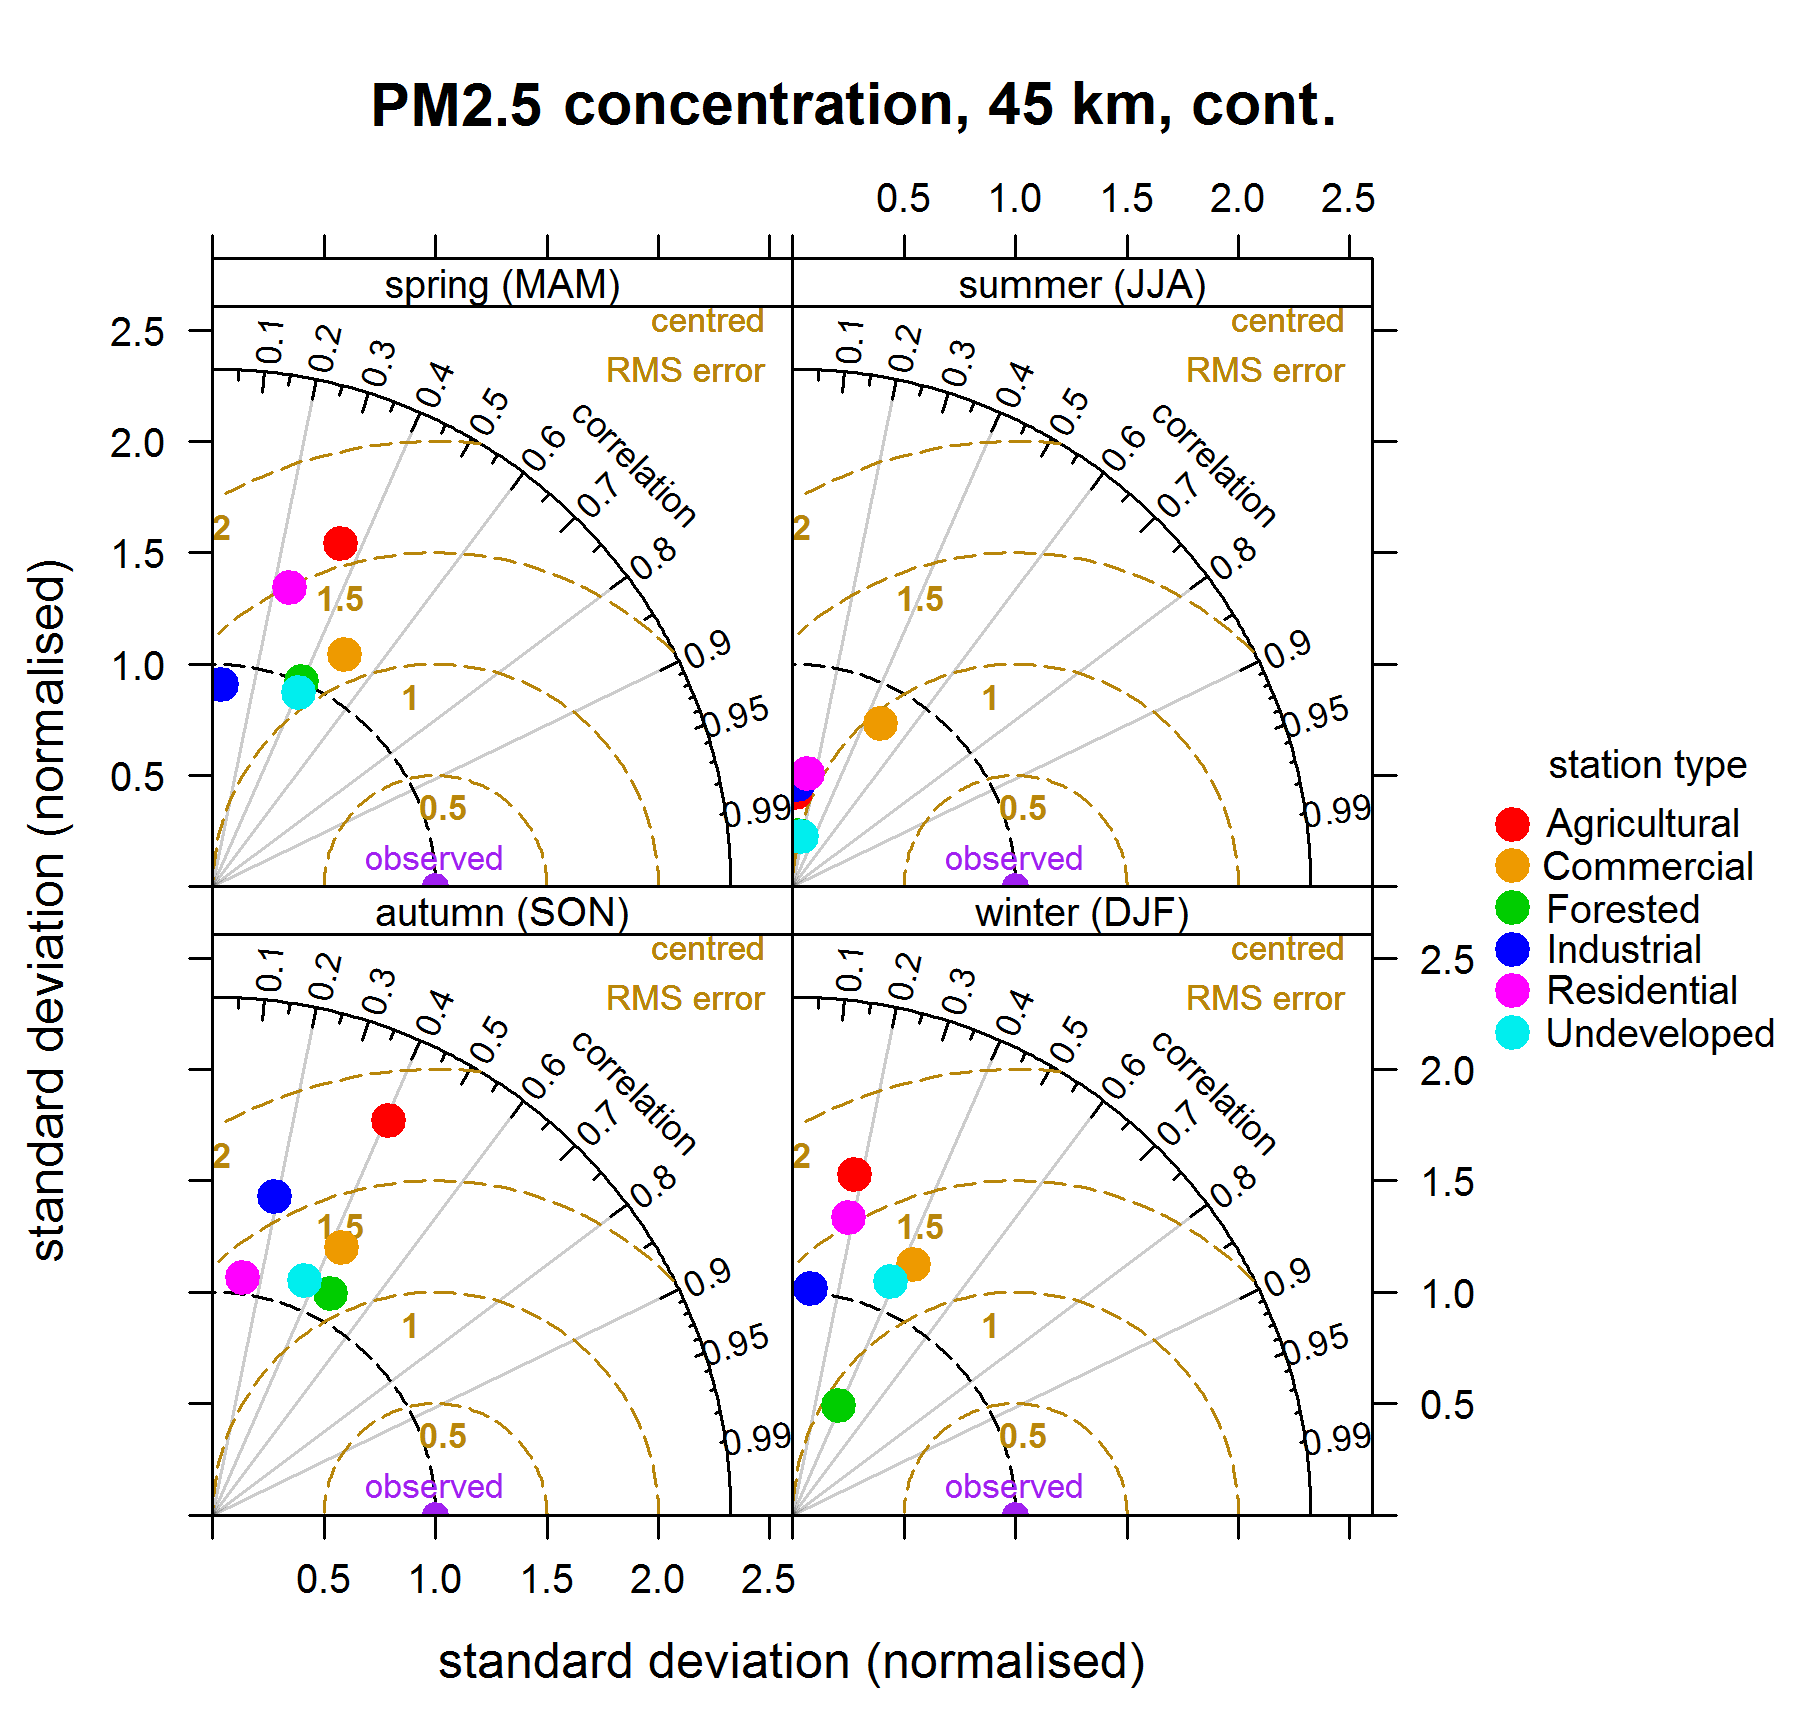 PM2.5 concentration, 45 km, cont.
0.5 1.0 1.5 2.0 2.5
spring (MAM)
summer (JJA)
2.5
2.0
1.5
1.0
0.5
centred
RMS error
0.1 0.2 0.3 0.4 0.5 0.6 0.7 0.8 0.9 0.95 0.99
correlation
2
1.5
1
0.5
observed
centred
RMS error
0.1 0.2 0.3 0.4 0.5 0.6 0.7 0.8 0.9 0.95 0.99
correlation
2
1.5
1
0.5
observed
autumn (SON)
winter (DJF)
centred
RMS error
0.1 0.2 0.3 0.4 0.5 0.6 0.7 0.8 0.9 0.95 0.99
correlation
2
1.5
1
0.5
observed
centred
RMS error
0.1 0.2 0.3 0.4 0.5 0.6 0.7 0.8 0.9 0.95 0.99
correlation
2
1.5
1
0.5
observed
2.5
2.0
1.5
1.0
0.5
0.5 1.0 1.5 2.0 2.5
standard deviation (normalised)
standard deviation (normalised)
station type
Agricultural
Commercial
Forested
Industrial
Residential
Undeveloped